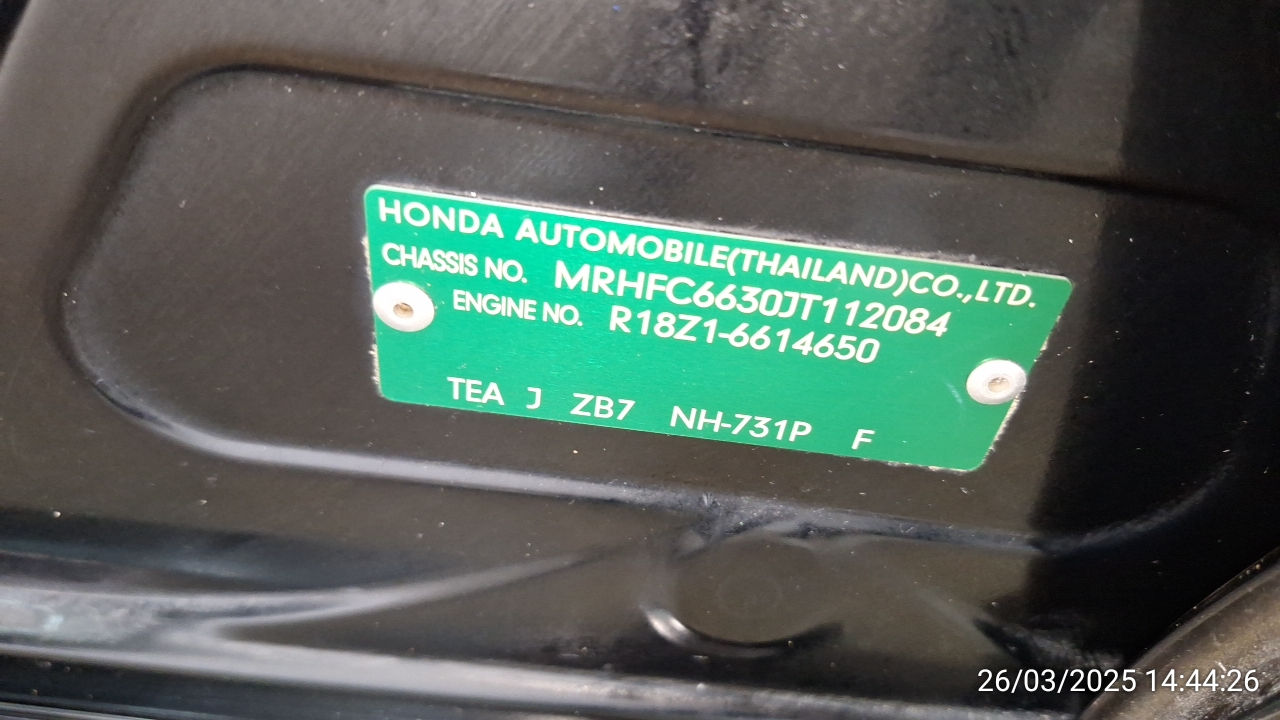 HONDA AUTOMOBILE(THAILAND)CO.,LTD.
CHASSIS NO. MRHFC6630JT112084
ENGINE NO. R18Z1-6614650
TEA J ZB7 NH-731P F
26/03/2025 14:44:26